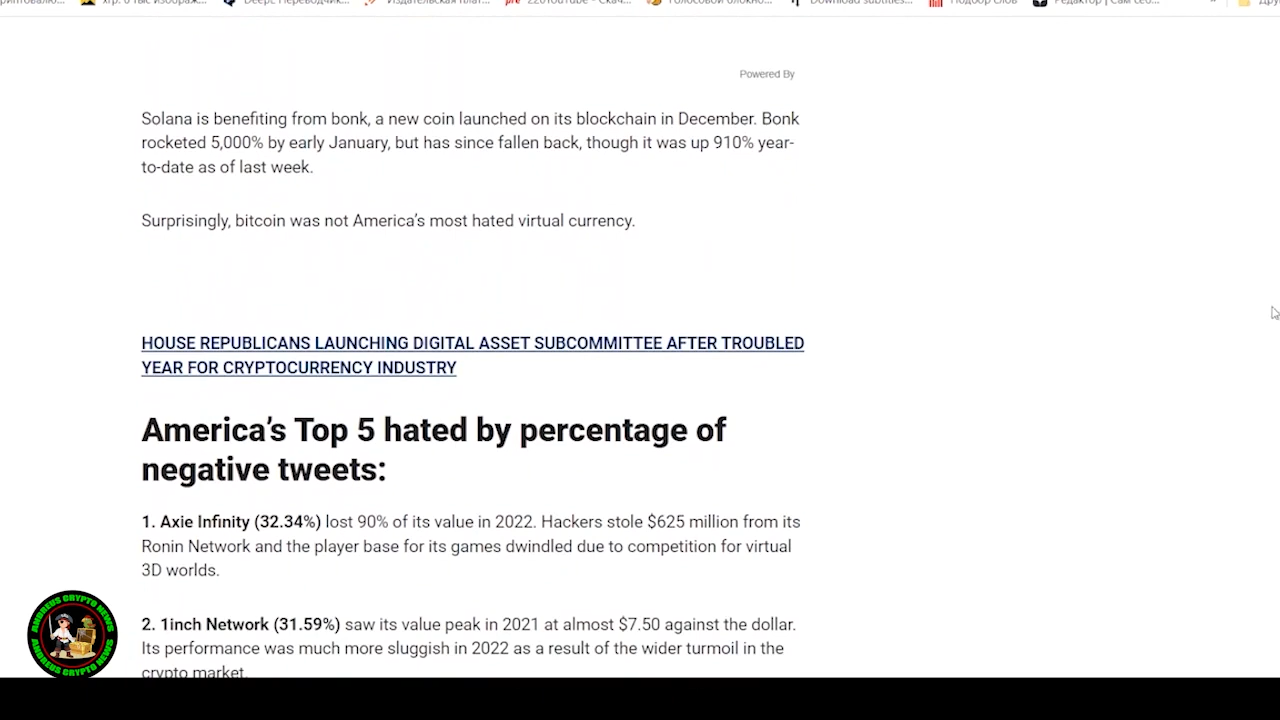 Powered By
Solana is benefiting from bonk, a new coin launched on its blockchain in December. Bonk
rocketed 5,000% by early January, but has since fallen back, though it was up 910% year-
to-date as of last week.
Surprisingly, bitcoin was not America’s most hated virtual currency.
HOUSE REPUBLICANS LAUNCHING DIGITAL ASSET SUBCOMMITTEE AFTER TROUBLED
YEAR FOR CRYPTOCURRENCY INDUSTRY
America’s Top 5 hated by percentage of
negative tweets:
1. Axie Infinity (32.34%) lost 90% of its value in 2022. Hackers stole $625 million from its
Ronin Network and the player base for its games dwindled due to competition for virtual
3D worlds.
2. 1inch Network (31.59%) saw its value peak in 2021 at almost $7.50 against the dollar.
Its performance was much more sluggish in 2022 as a result of the wider turmoil in the
crypto market.
ANDREUS CRYPTO NEWS
ANDREUS CRYPTO NEWS